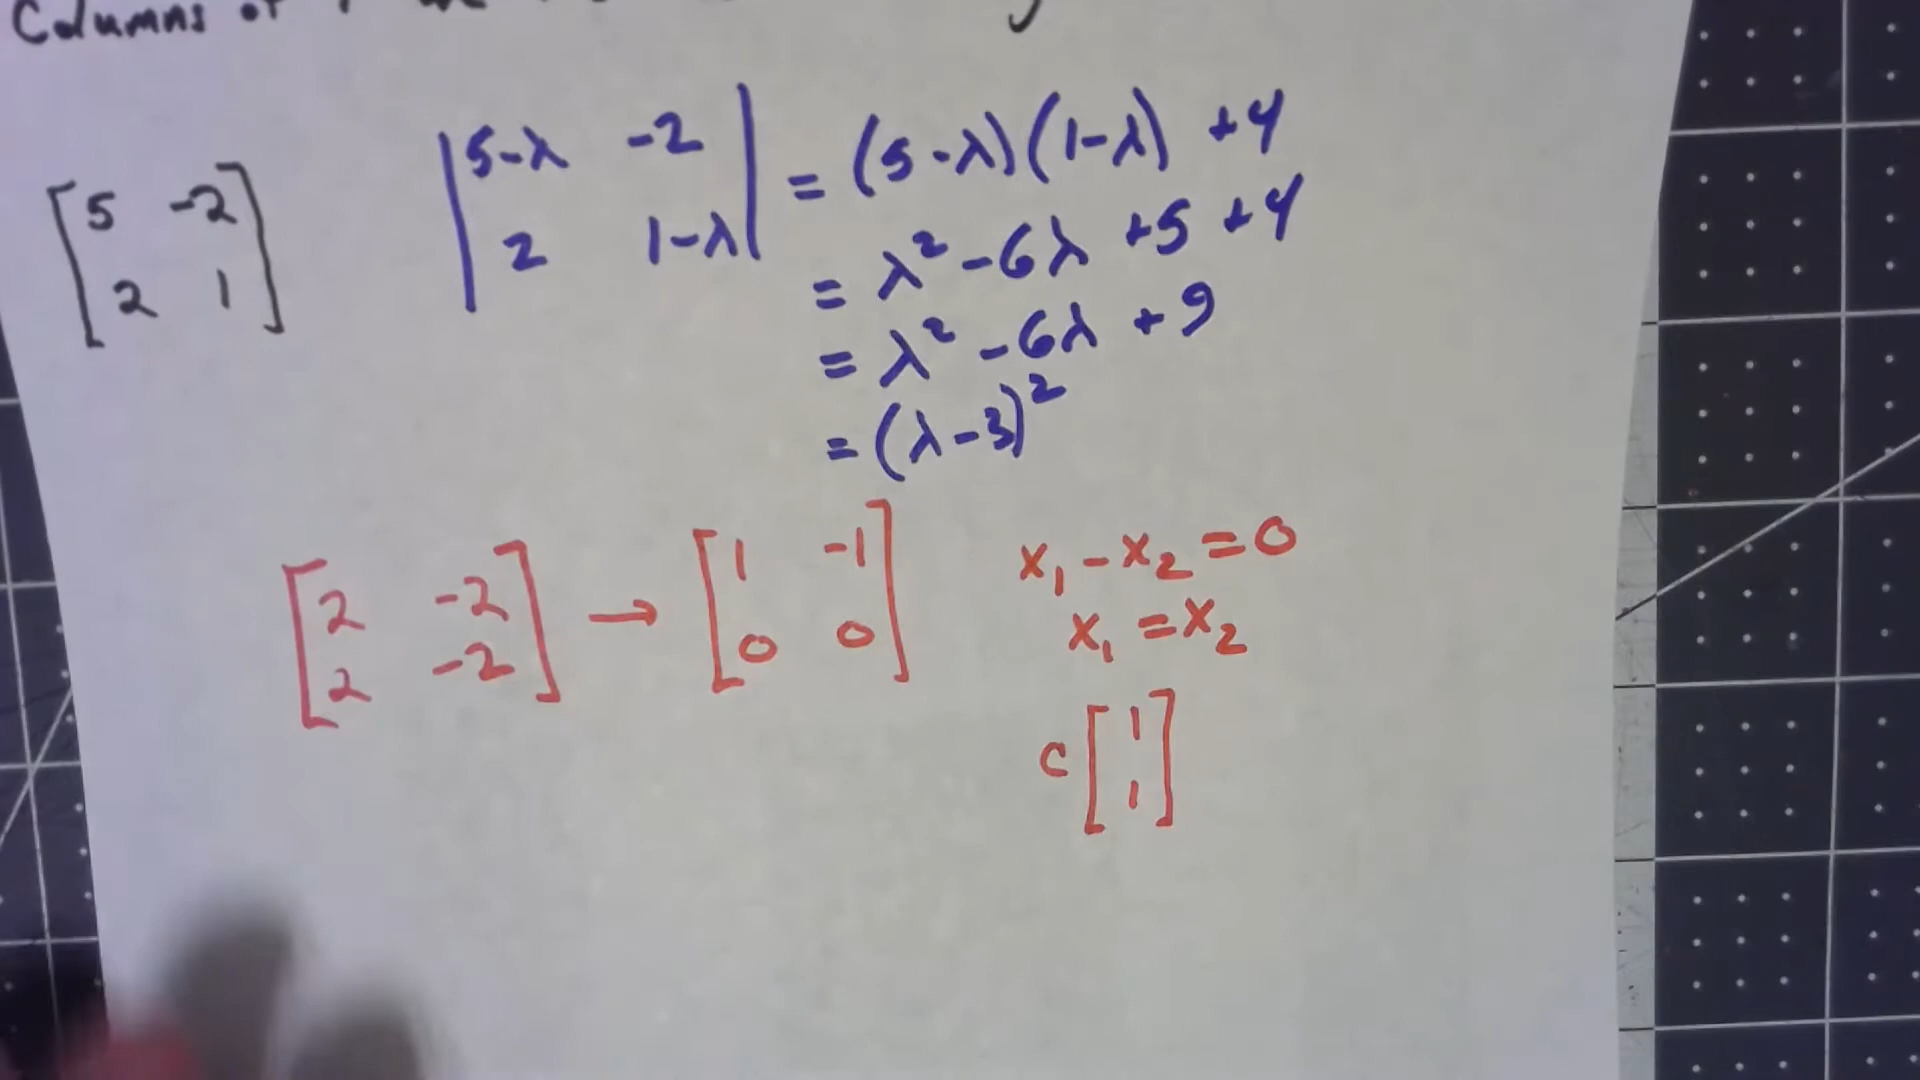 Columns of
[5 -2
2 1]
|5-λ -2
2 1-λ| = (5-λ)(1-λ) +4
= λ² -6λ +5 +4
= λ² -6λ +9
= (λ-3)²
[2 -2
2 -2] → [1 -1
0 0]
x₁ - x₂ = 0
x₁ = x₂
c[1
1]